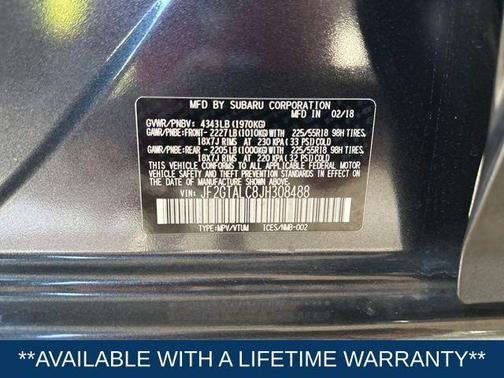 MFD BY SUBARU CORPORATION
MFD IN 02/18
GVWR/PNBV: 4343LB (1970KG)
GAWR/PNBE:FRONT-2227LB(1010KG)WITH 225/55R18 98H TIRES,
18X7J RIMS AT 230 KPA(33 PSI)COLD
GAWR/PNBE:REAR -2205LB(1000KG)WITH 225/55R18 98H TIRES,
18X7J RIMS AT 220 KPA(32 PSI)COLD
THIS VEHICLE CONFORMS TO ALL APPLICABLE FEDERAL MOTOR
VEHICLE SAFETY STANDARDS IN EFFECT ON THE
DATE OF MANUFACTURE SHOWN ABOVE.
VIN: JF2GTALC8JH308488
TYPE:MPV/VTUM ICES/NMB-002
**AVAILABLE WITH A LIFETIME WARRANTY**